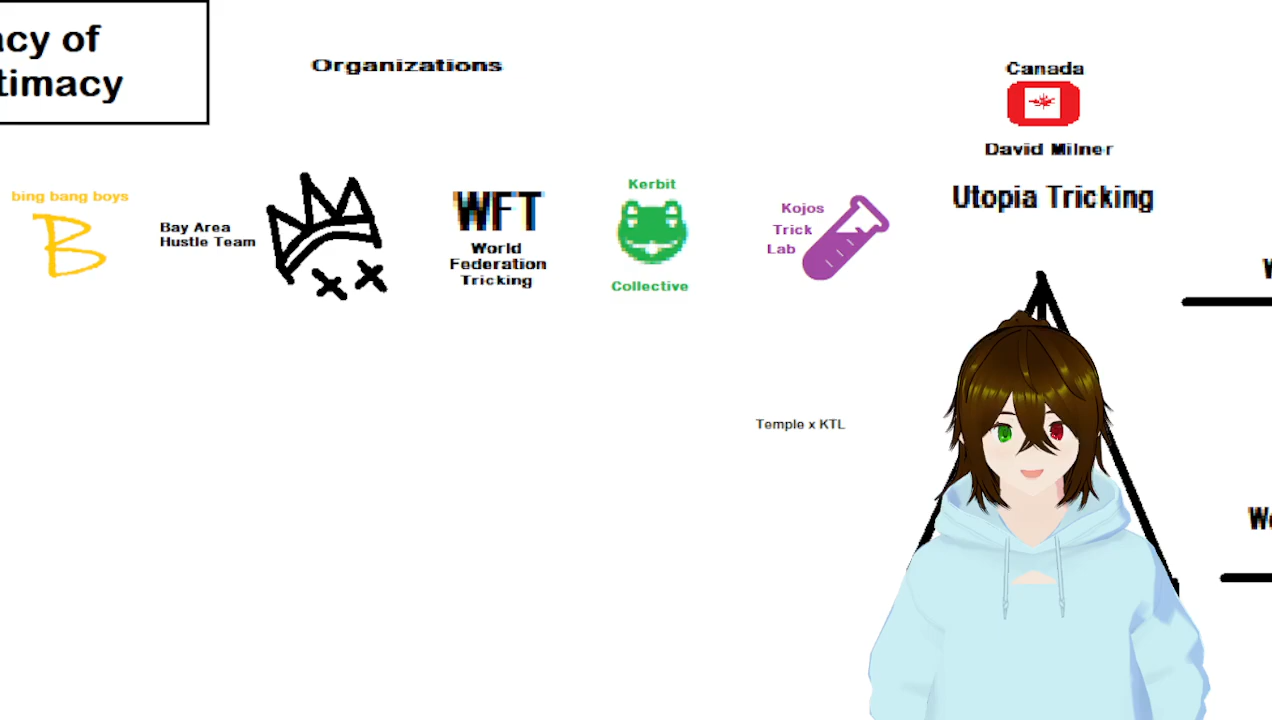 acy of
timacy
Organizations
Canada
David Milner
Utopia Tricking
bing bang boys
B
Bay Area
Hustle Team
WFT
World
Federation
Tricking
Kerbit
Collective
Kojos
Trick
Lab
Temple x KTL